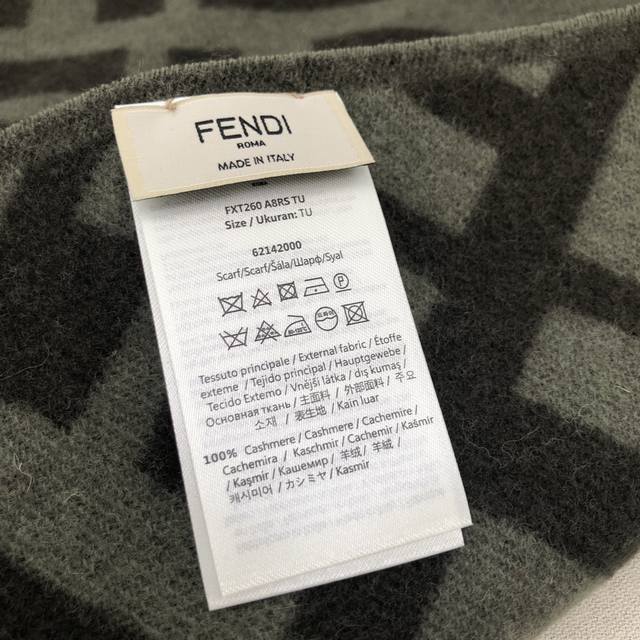 FENDI
ROMA
MADE IN ITALY
FXT260 A8RS TU
Size / Ukuran: TU
62142000
Scarf/Scarf/Šála/Шарф/Syal
P
Tessuto principale / External fabric / Étoffe
externe / Tejido principal / Hauptgewebe /
Tecido Externo / Vnější látka / dış kumaş /
Основная ткань / 主面料 / 外部面料 / 주요
소재 / 表生地 / Kain luar
100% Cashmere / Cashmere / Cachemire /
Cachemira / Kaschmir / Cachemir / Kašmír
/ Kaşmir / Кашемир / 羊绒 / 羊絨 /
캐시미어 / カシミヤ / Kasmir